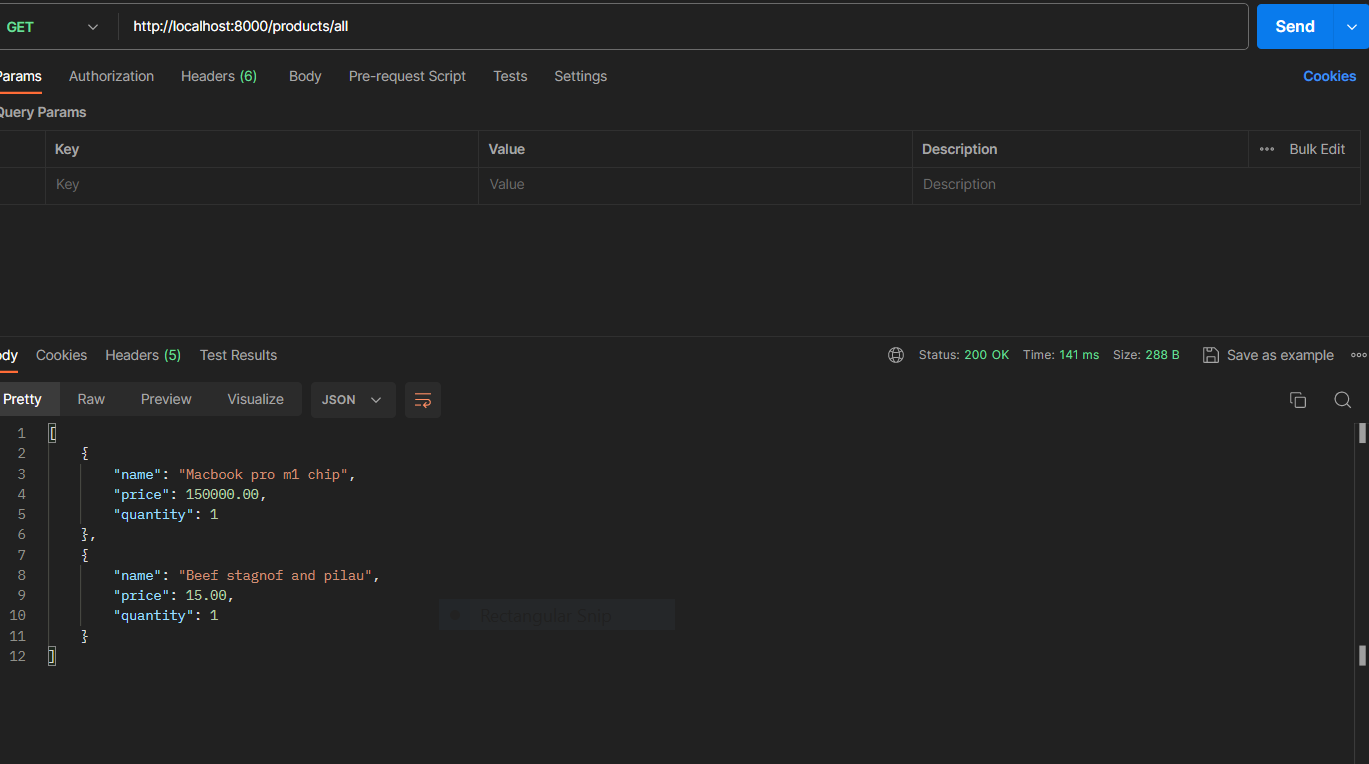 GET http://localhost:8000/products/all Send
Params Authorization Headers (6) Body Pre-request Script Tests Settings Cookies
Query Params
Key Value Description Bulk Edit
Key Value Description
ody Cookies Headers (5) Test Results Status: 200 OK Time: 141 ms Size: 288 B Save as example
Pretty Raw Preview Visualize JSON
1 [
2 {
3 "name": "Macbook pro m1 chip",
4 "price": 150000.00,
5 "quantity": 1
6 },
7 {
8 "name": "Beef stagnof and pilau",
9 "price": 15.00,
10 "quantity": 1
Rectangular Snip
11 }
12 ]